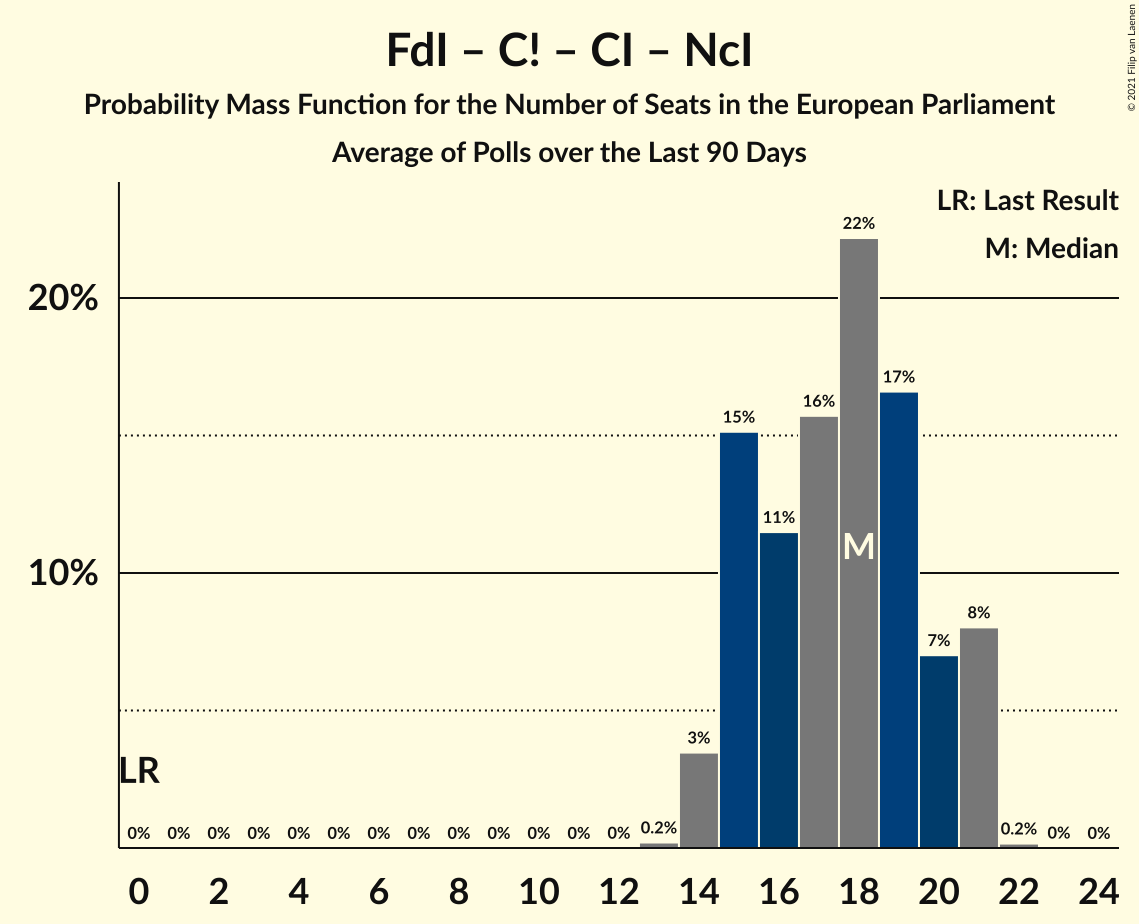 FdI – C! – CI – NcI
Probability Mass Function for the Number of Seats in the European Parliament
Average of Polls over the Last 90 Days
© 2021 Filip van Laenen
LR: Last Result
M: Median
20%
10%
22%
17%
16%
15%
11%
M
8%
7%
3%
LR
0% 0% 0% 0% 0% 0% 0% 0% 0% 0% 0% 0% 0% 0.2% 0.2% 0% 0%
0 2 4 6 8 10 12 14 16 18 20 22 24